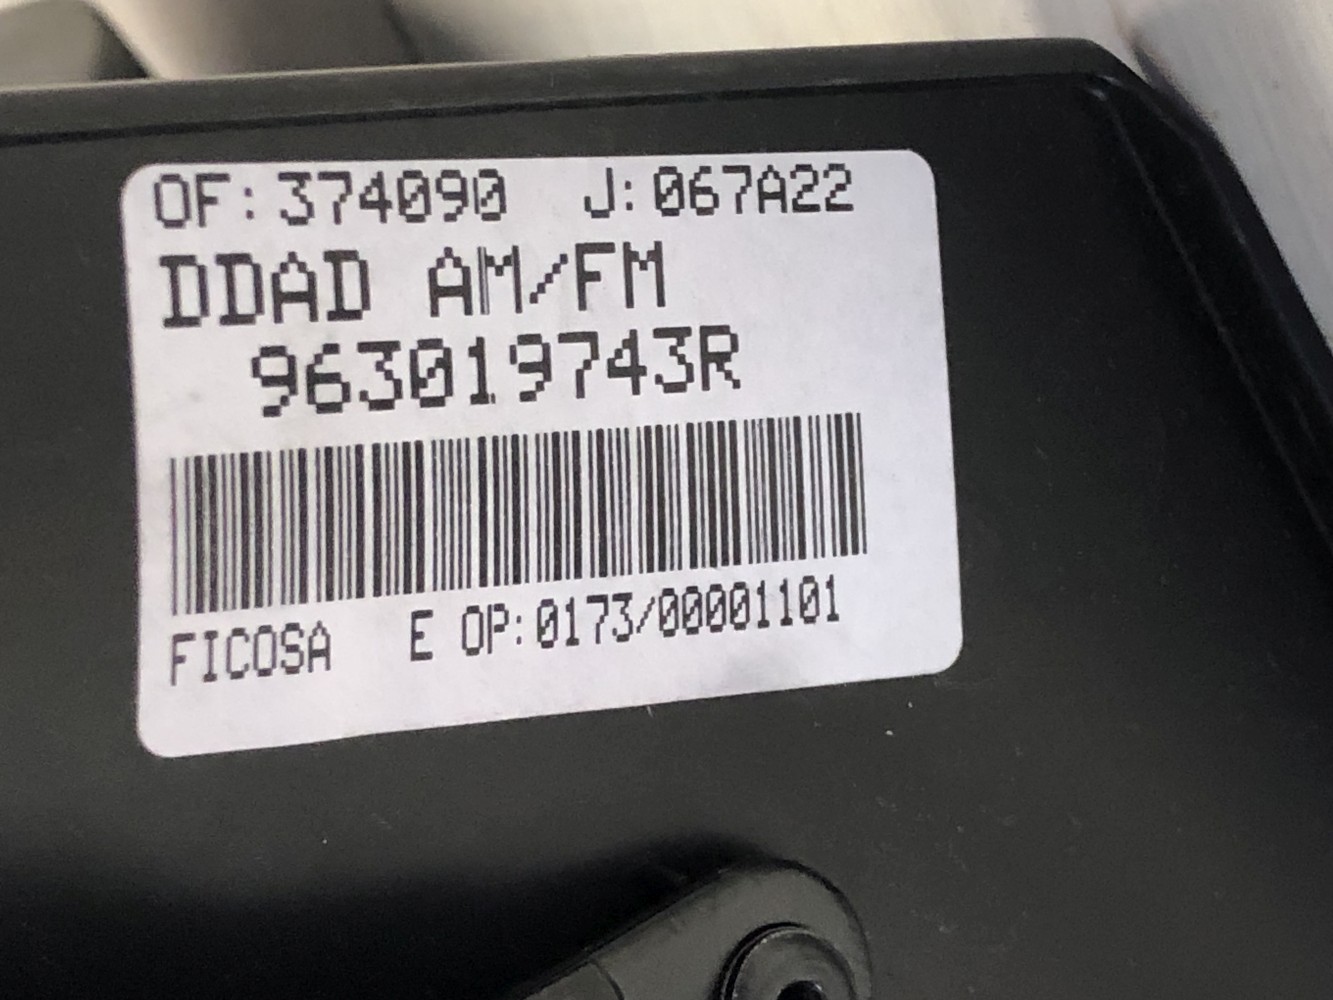 OF:374090 J:067A22
DDAD AM/FM
963019743R
FICOSA E OP:0173/00001101